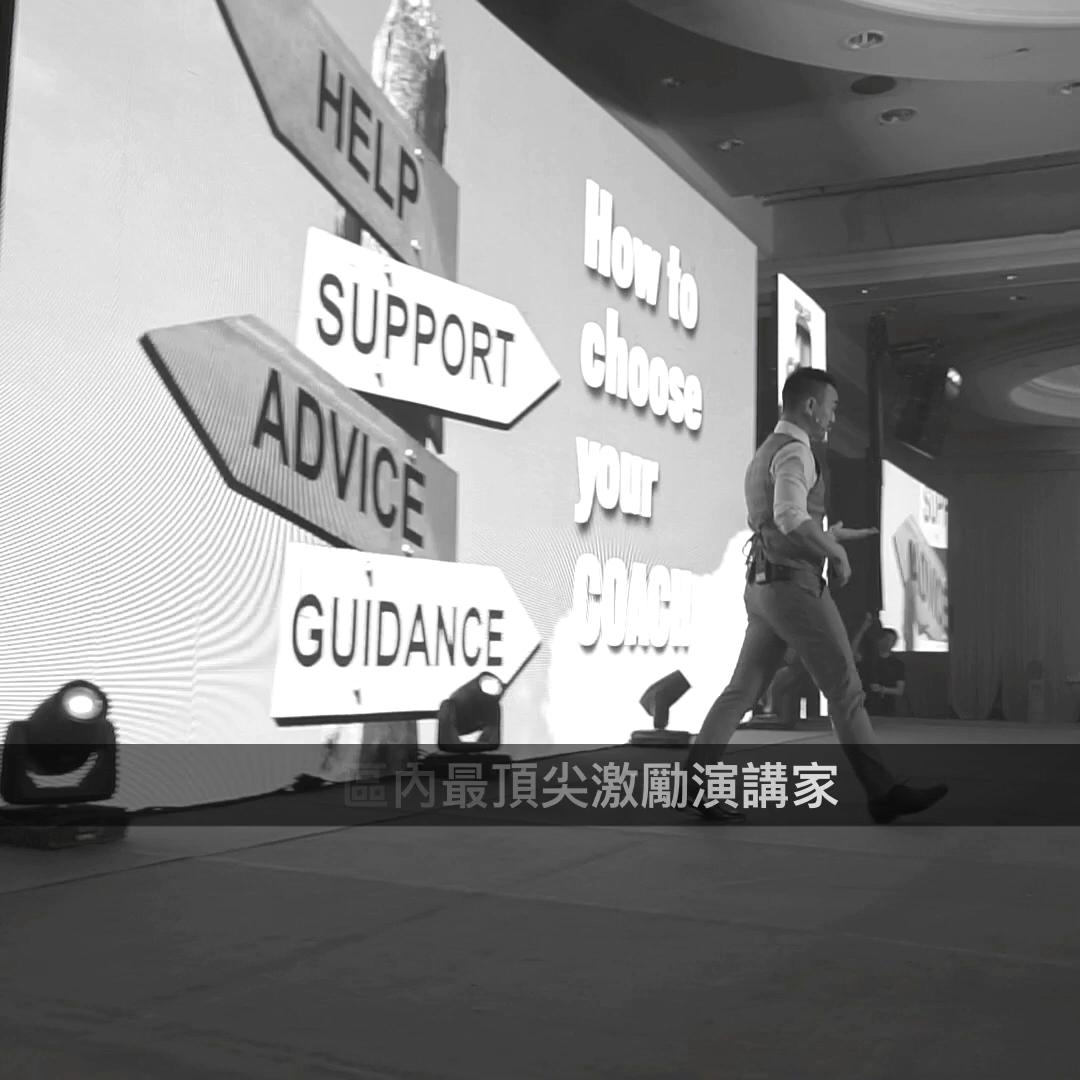 HELP
SUPPORT
ADVICE
GUIDANCE
How to
choose
your
COACH
區內最頂尖激勵演講家
ADVICE